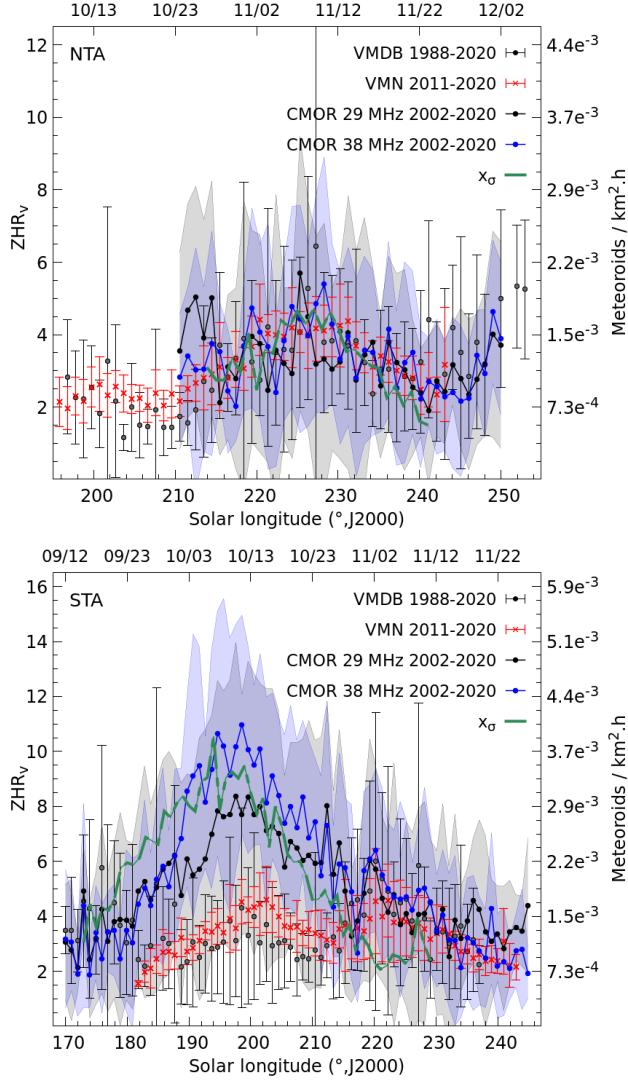 10/13 10/23 11/02 11/12 11/22 12/02
NTA
VMDB 1988-2020
VMN 2011-2020
CMOR 29 MHz 2002-2020
CMOR 38 MHz 2002-2020
xσ
12 4.4e-3
10 3.7e-3
8 2.9e-3
6 2.2e-3
4 1.5e-3
2 7.3e-4
ZHRv
Meteoroids / km2.h
200 210 220 230 240 250
Solar longitude (°,J2000)
09/12 09/23 10/03 10/13 10/23 11/02 11/12 11/22
STA
VMDB 1988-2020
VMN 2011-2020
CMOR 29 MHz 2002-2020
CMOR 38 MHz 2002-2020
xσ
16 5.9e-3
14 5.1e-3
12 4.4e-3
10 3.7e-3
8 2.9e-3
6 2.2e-3
4 1.5e-3
2 7.3e-4
ZHRv
Meteoroids / km2.h
170 180 190 200 210 220 230 240
Solar longitude (°,J2000)